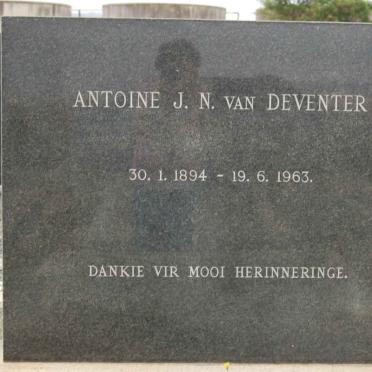 ANTOINE J. N. VAN DEVENTER
30. 1. 1894 - 19. 6. 1963.
DANKIE VIR MOOI HERINNERINGE.